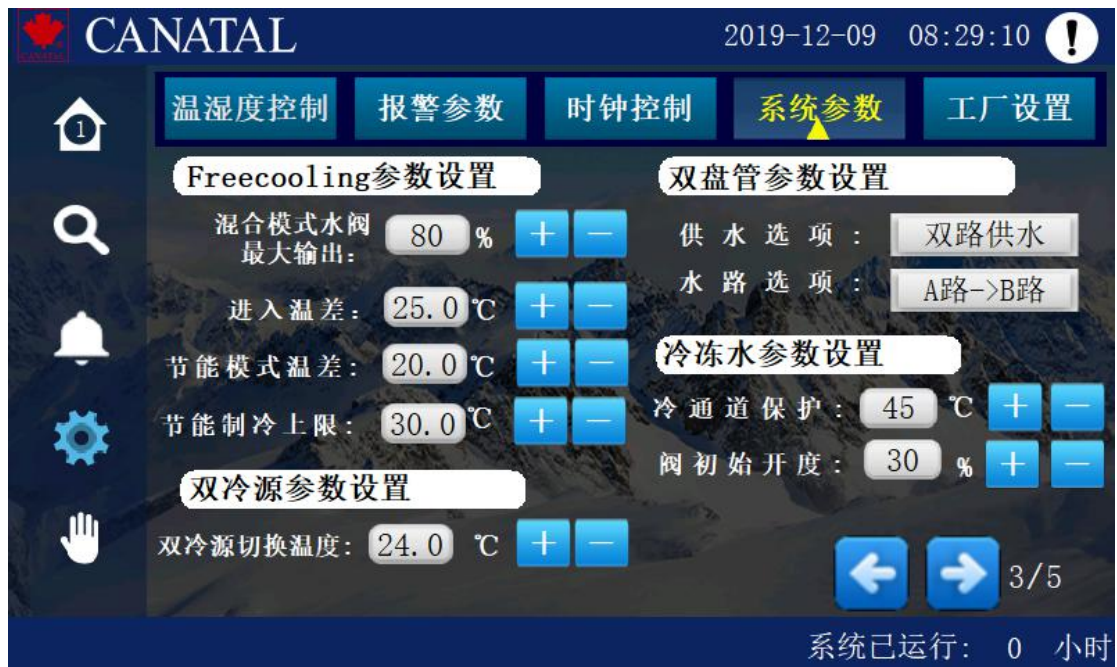 CANATAL
CANATAL
2019-12-09 08:29:10
温湿度控制 报警参数 时钟控制 系统参数 工厂设置
1
Freecooling参数设置
混合模式水阀
最大输出: 80 %
进入温差: 25.0 ℃
节能模式温差: 20.0 ℃
节能制冷上限: 30.0 ℃
双冷源参数设置
双冷源切换温度: 24.0 ℃
双盘管参数设置
供水选项: 双路供水
水路选项: A路->B路
冷冻水参数设置
冷通道保护: 45 ℃
阀初始开度: 30 %
3/5
系统已运行: 0 小时